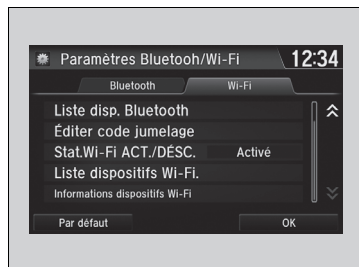 Paramètres Bluetooh/Wi-Fi 12:34
Bluetooth Wi-Fi
Liste disp. Bluetooth
Éditer code jumelage
Stat.Wi-Fi ACT./DÉSC. Activé
Liste dispositifs Wi-Fi.
Informations dispositifs Wi-Fi
Par défaut OK